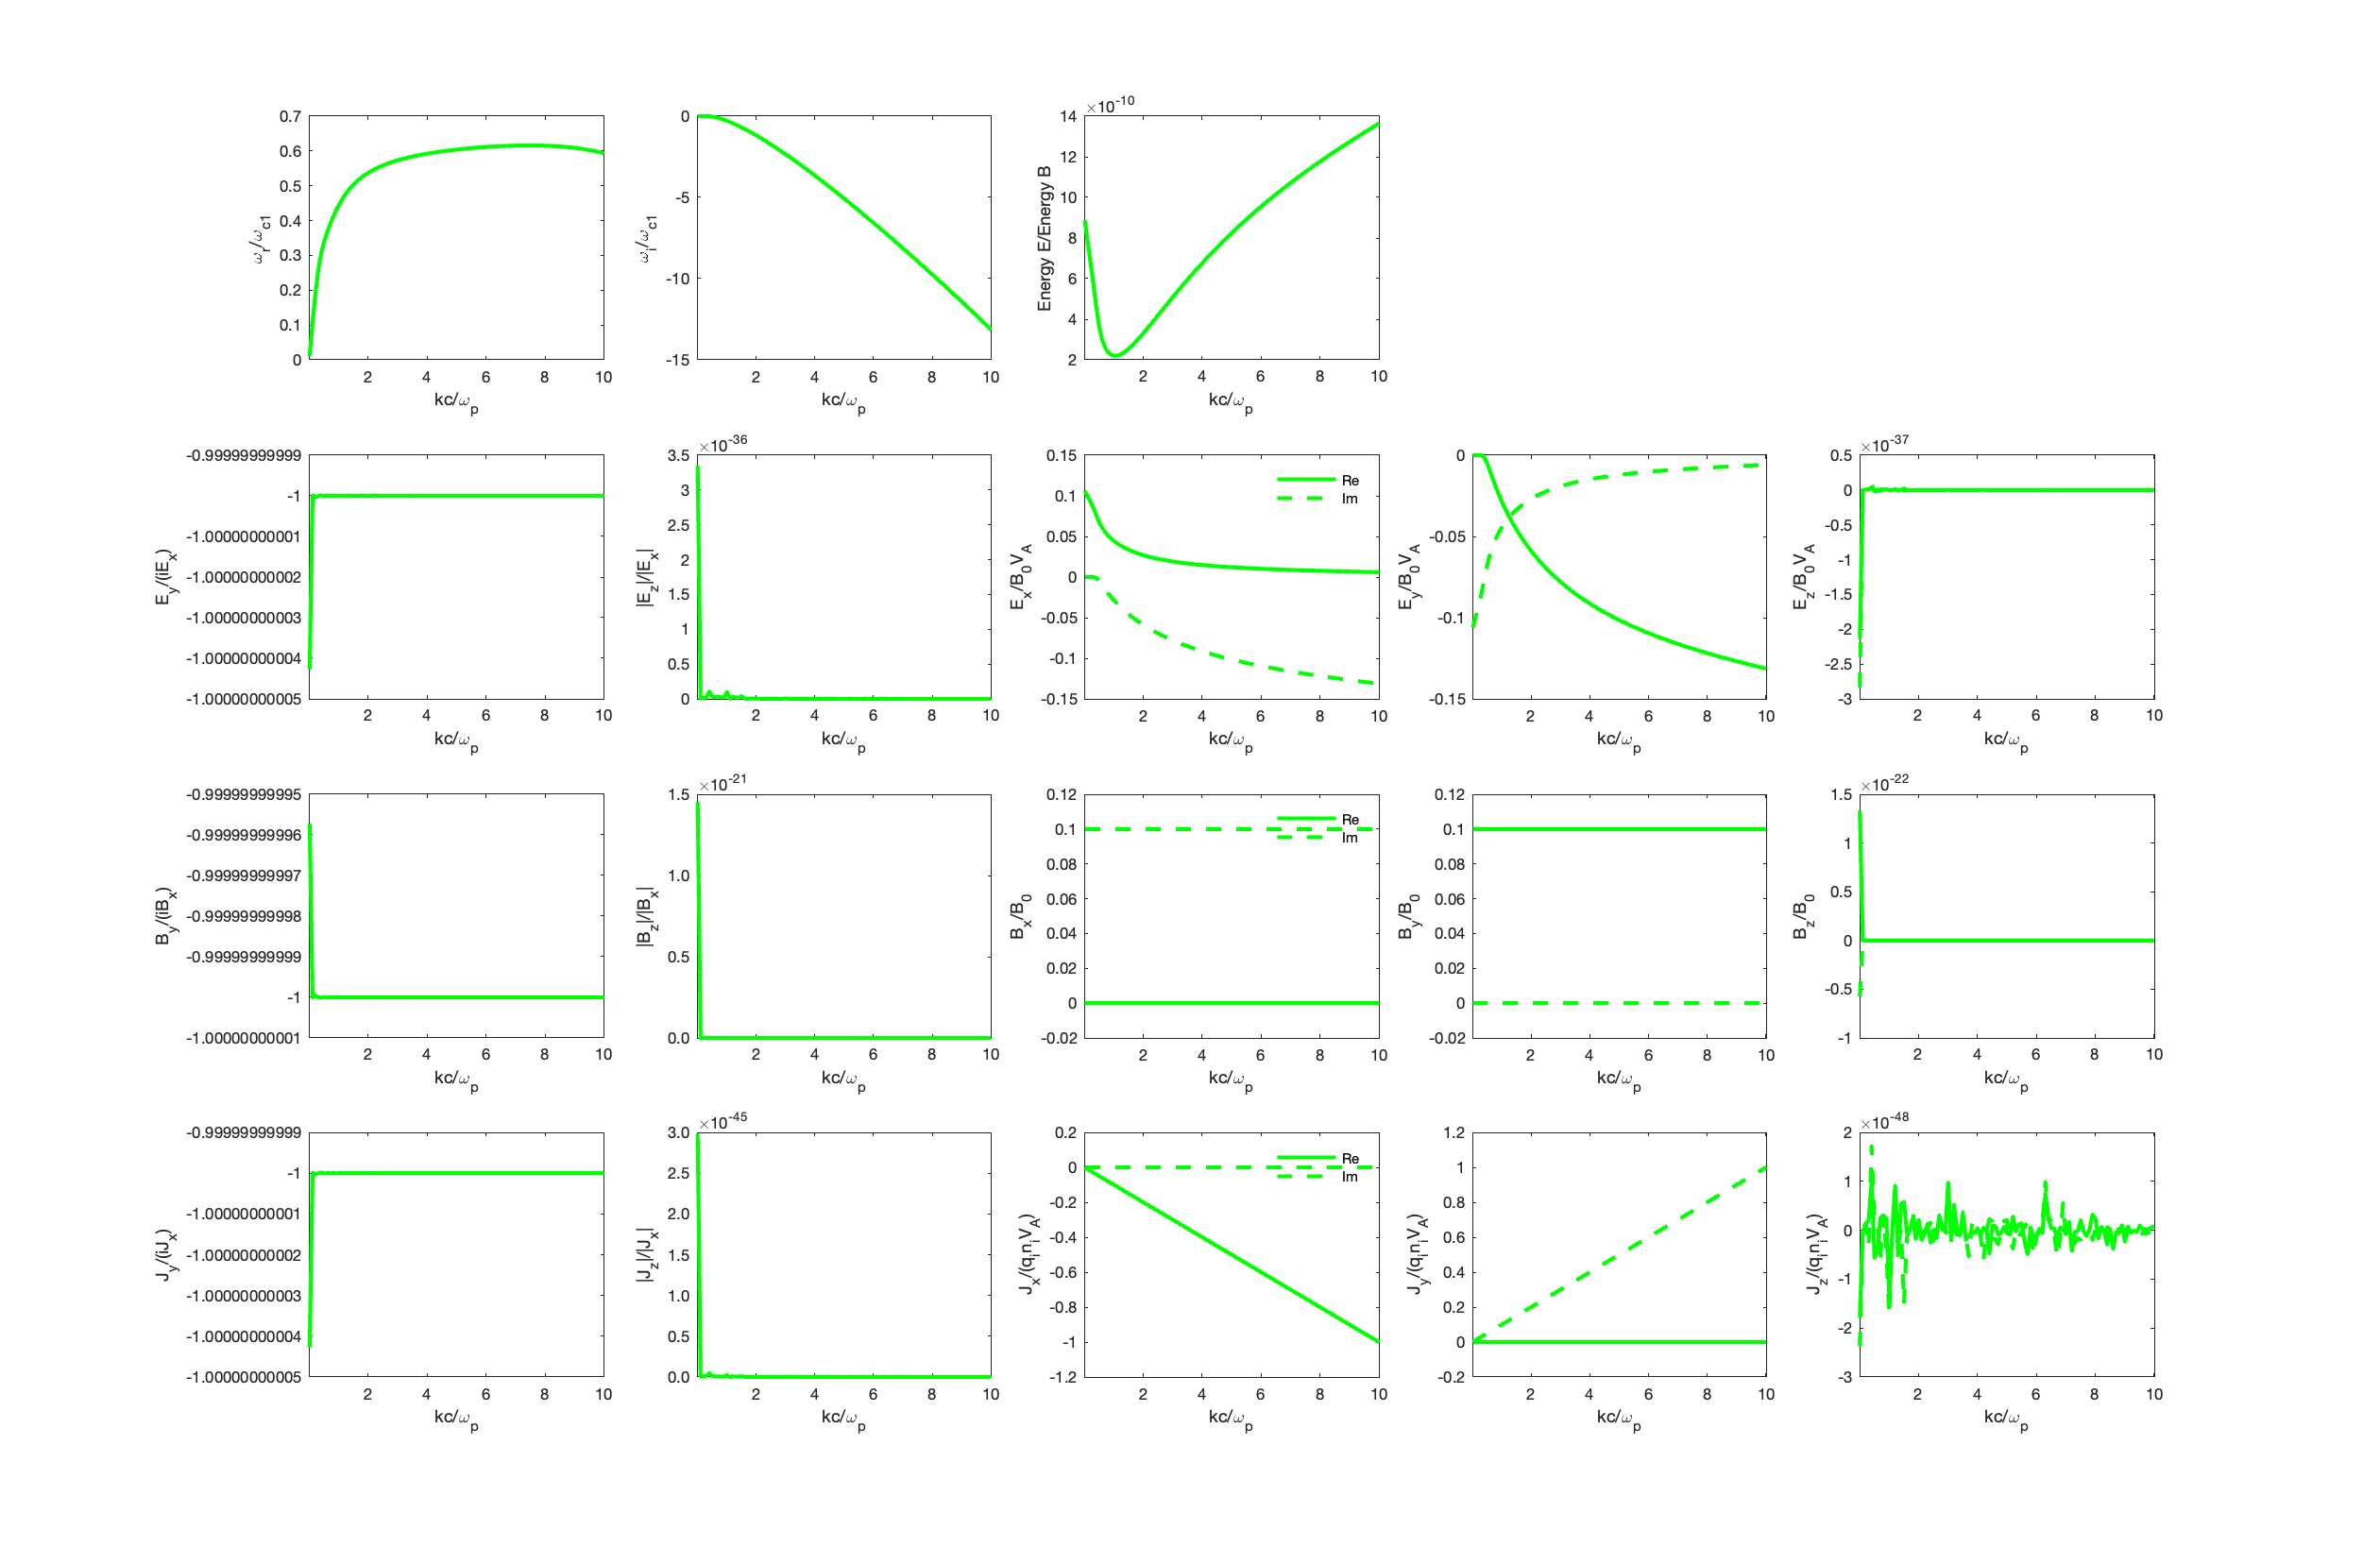 0.7
0.6
0.5
0.4
0.3
0.2
0.1
0
2 4 6 8 10
kc/ω_p
ω_r/ω_c1
0
-5
-10
-15
2 4 6 8 10
kc/ω_p
ω_i/ω_c1
×10^-10
14
12
10
8
6
4
2
2 4 6 8 10
kc/ω_p
Energy E/Energy B
-0.99999999999
-1
-1.00000000001
-1.00000000002
-1.00000000003
-1.00000000004
-1.00000000005
2 4 6 8 10
kc/ω_p
E_y/(iE_x)
×10^-36
3.5
3
2.5
2
1.5
1
0.5
0
2 4 6 8 10
kc/ω_p
|E_z|/|E_x|
0.15
0.1
0.05
0
-0.05
-0.1
-0.15
2 4 6 8 10
kc/ω_p
E_x/B_0V_A
Re
Im
0
-0.05
-0.1
-0.15
2 4 6 8 10
kc/ω_p
E_y/B_0V_A
×10^-37
0.5
0
-0.5
-1
-1.5
-2
-2.5
-3
2 4 6 8 10
kc/ω_p
E_z/B_0V_A
-0.99999999995
-0.99999999996
-0.99999999997
-0.99999999998
-0.99999999999
-1
-1.00000000001
2 4 6 8 10
kc/ω_p
B_y/(iB_x)
×10^-21
1.5
1.0
0.5
0.0
2 4 6 8 10
kc/ω_p
|B_z|/|B_x|
0.12
0.1
0.08
0.06
0.04
0.02
0
-0.02
2 4 6 8 10
kc/ω_p
B_x/B_0
Re
Im
0.12
0.1
0.08
0.06
0.04
0.02
0
-0.02
2 4 6 8 10
kc/ω_p
B_y/B_0
×10^-22
1.5
1
0.5
0
-0.5
-1
2 4 6 8 10
kc/ω_p
B_z/B_0
-0.99999999999
-1
-1.00000000001
-1.00000000002
-1.00000000003
-1.00000000004
-1.00000000005
2 4 6 8 10
kc/ω_p
J_y/(iJ_x)
×10^-45
3.0
2.5
2.0
1.5
1.0
0.5
0.0
2 4 6 8 10
kc/ω_p
|J_z|/|J_x|
0.2
0
-0.2
-0.4
-0.6
-0.8
-1
-1.2
2 4 6 8 10
kc/ω_p
J_x/(q_in_iV_A)
Re
Im
1.2
1
0.8
0.6
0.4
0.2
0
-0.2
2 4 6 8 10
kc/ω_p
J_y/(q_in_iV_A)
×10^-48
2
1
0
-1
-2
-3
2 4 6 8 10
kc/ω_p
J_z/(q_in_iV_A)